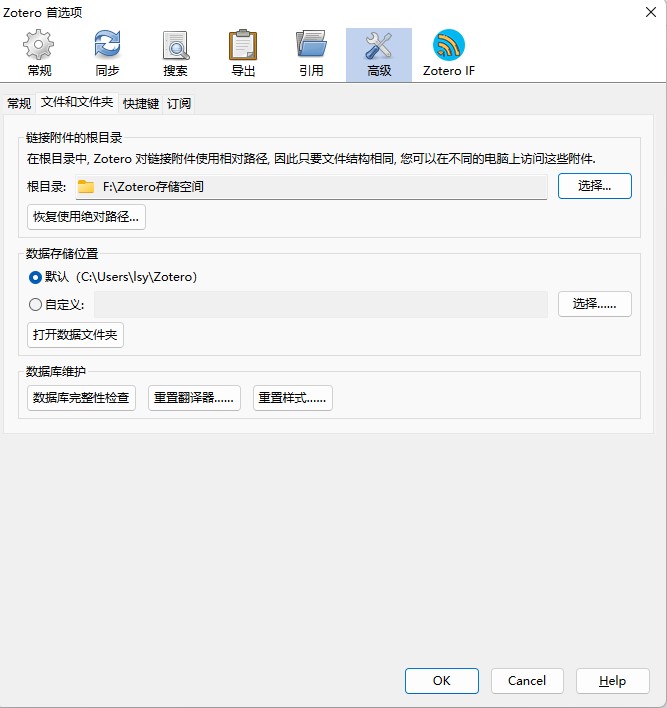 Zotero 首选项
常规 同步 搜索 导出 引用 高级 Zotero IF
常规 文件和文件夹 快捷键 订阅
链接附件的根目录
在根目录中, Zotero 对链接附件使用相对路径, 因此只要文件结构相同, 您可以在不同的电脑上访问这些附件.
根目录: F:\Zotero存储空间 选择...
恢复使用绝对路径...
数据存储位置
默认（C:\Users\lsy\Zotero）
自定义: 选择......
打开数据文件夹
数据库维护
数据库完整性检查 重置翻译器...... 重置样式......
OK Cancel Help